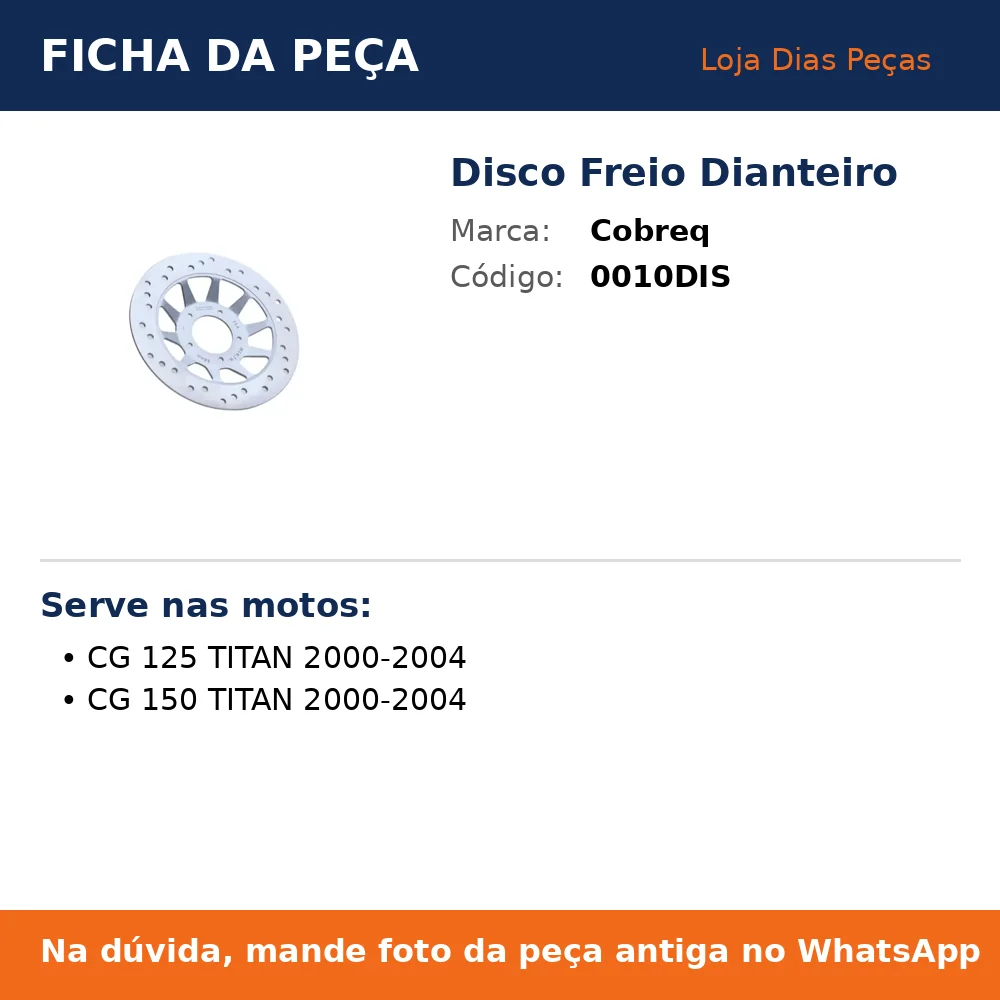 FICHA DA PEÇA
Loja Dias Peças
Disco Freio Dianteiro
Marca: Cobreq
Código: 0010DIS
Serve nas motos:
• CG 125 TITAN 2000-2004
• CG 150 TITAN 2000-2004
Na dúvida, mande foto da peça antiga no WhatsApp